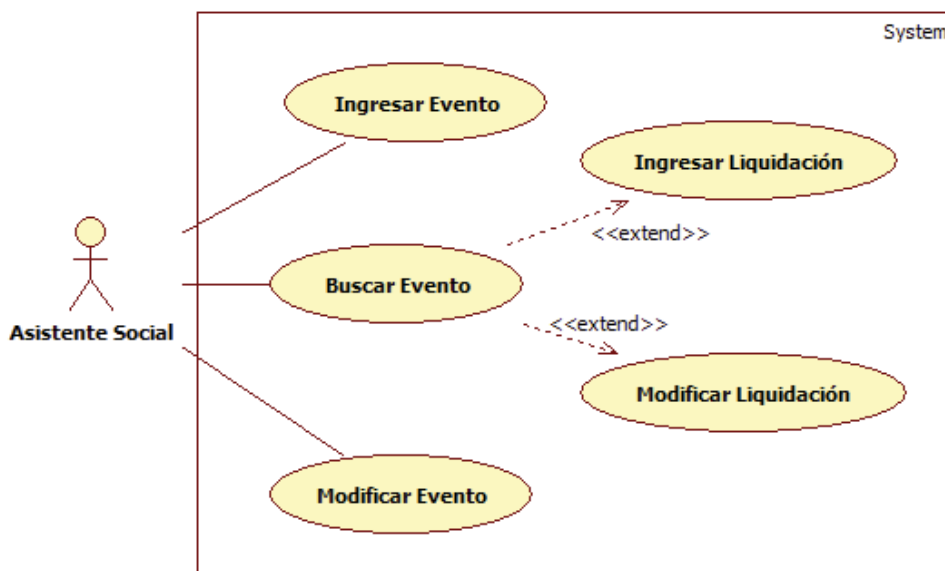 System
Ingresar Evento
Ingresar Liquidación
<<extend>>
Buscar Evento
<<extend>>
Asistente Social
Modificar Liquidación
Modificar Evento